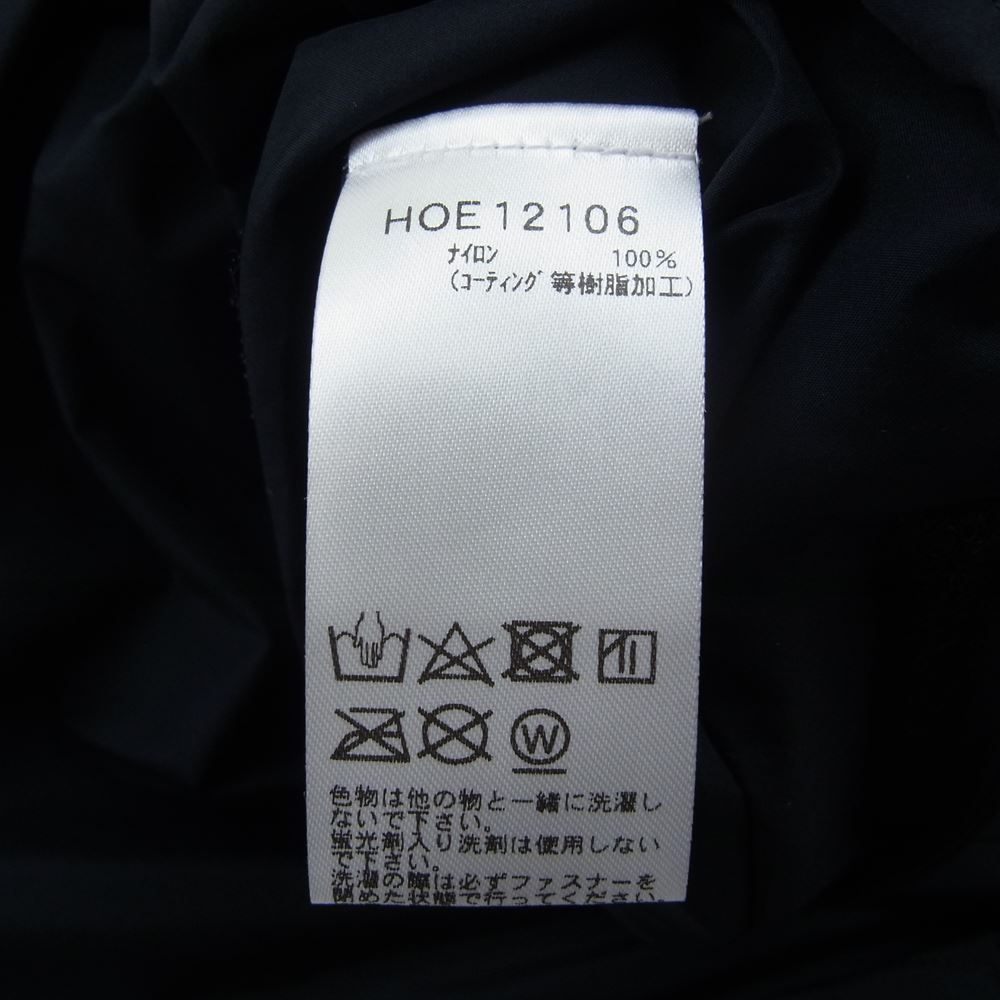 HOE12106
ナイロン 100%
(コーティング等樹脂加工)
W
色物は他の物と一緒に洗濯し
ないで下さい。
蛍光剤入り洗剤は使用しない
で下さい。
洗濯の際は必ずファスナーを
閉めた状態で行ってください。